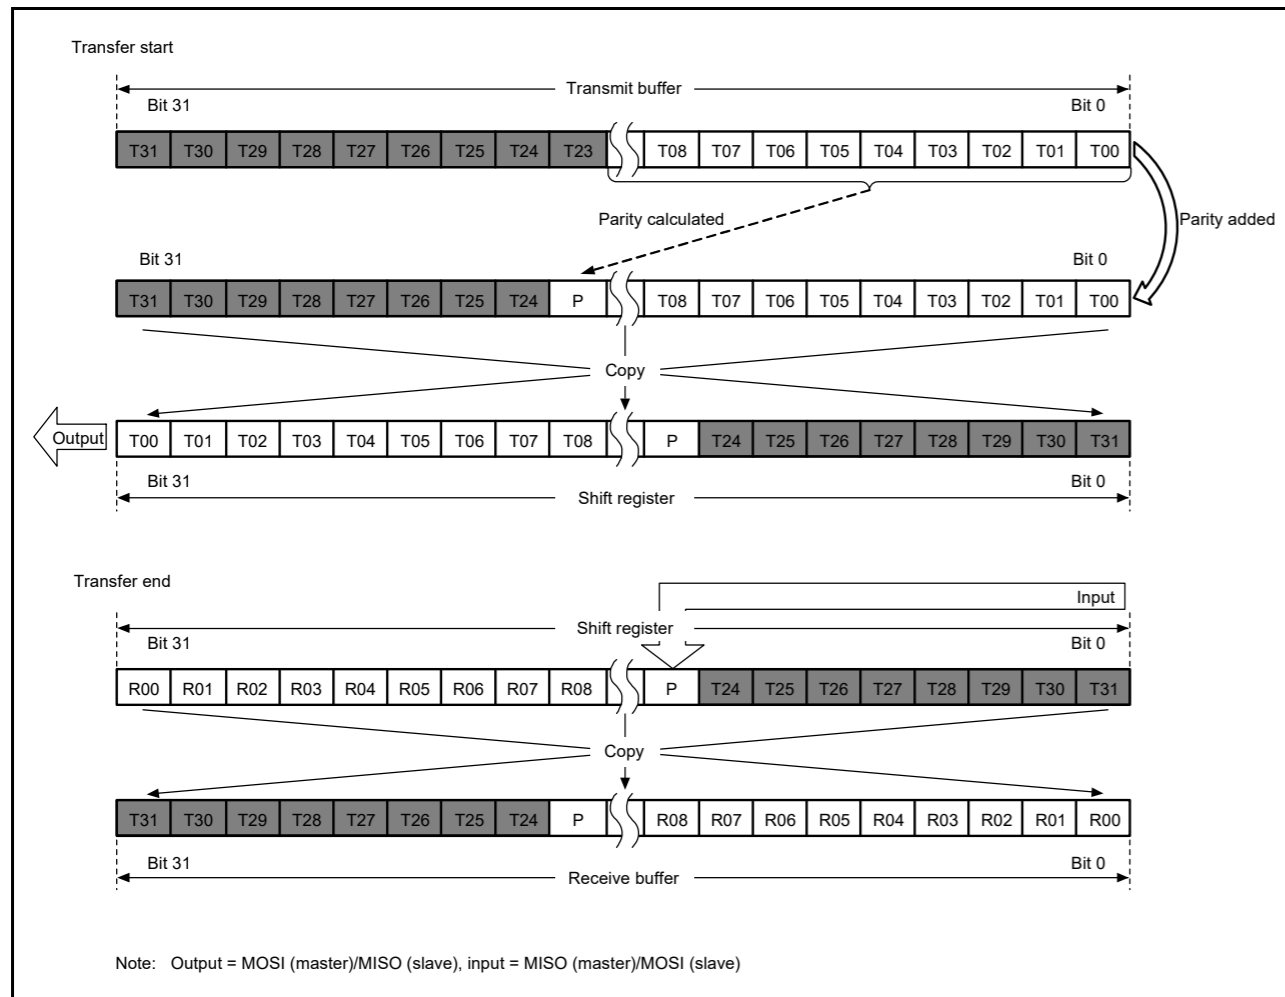 Transfer start
Transmit buffer
Bit 31 Bit 0
T31 T30 T29 T28 T27 T26 T25 T24 T23 T08 T07 T06 T05 T04 T03 T02 T01 T00
Parity calculated Parity added
Bit 31 Bit 0
T31 T30 T29 T28 T27 T26 T25 T24 P T08 T07 T06 T05 T04 T03 T02 T01 T00
Copy
Output T00 T01 T02 T03 T04 T05 T06 T07 T08 P T24 T25 T26 T27 T28 T29 T30 T31
Bit 31 Bit 0
Shift register
Transfer end
Input
Shift register
Bit 31 Bit 0
R00 R01 R02 R03 R04 R05 R06 R07 R08 P T24 T25 T26 T27 T28 T29 T30 T31
Copy
T31 T30 T29 T28 T27 T26 T25 T24 P R08 R07 R06 R05 R04 R03 R02 R01 R00
Bit 31 Bit 0
Receive buffer
Note: Output = MOSI (master)/MISO (slave), input = MISO (master)/MOSI (slave)